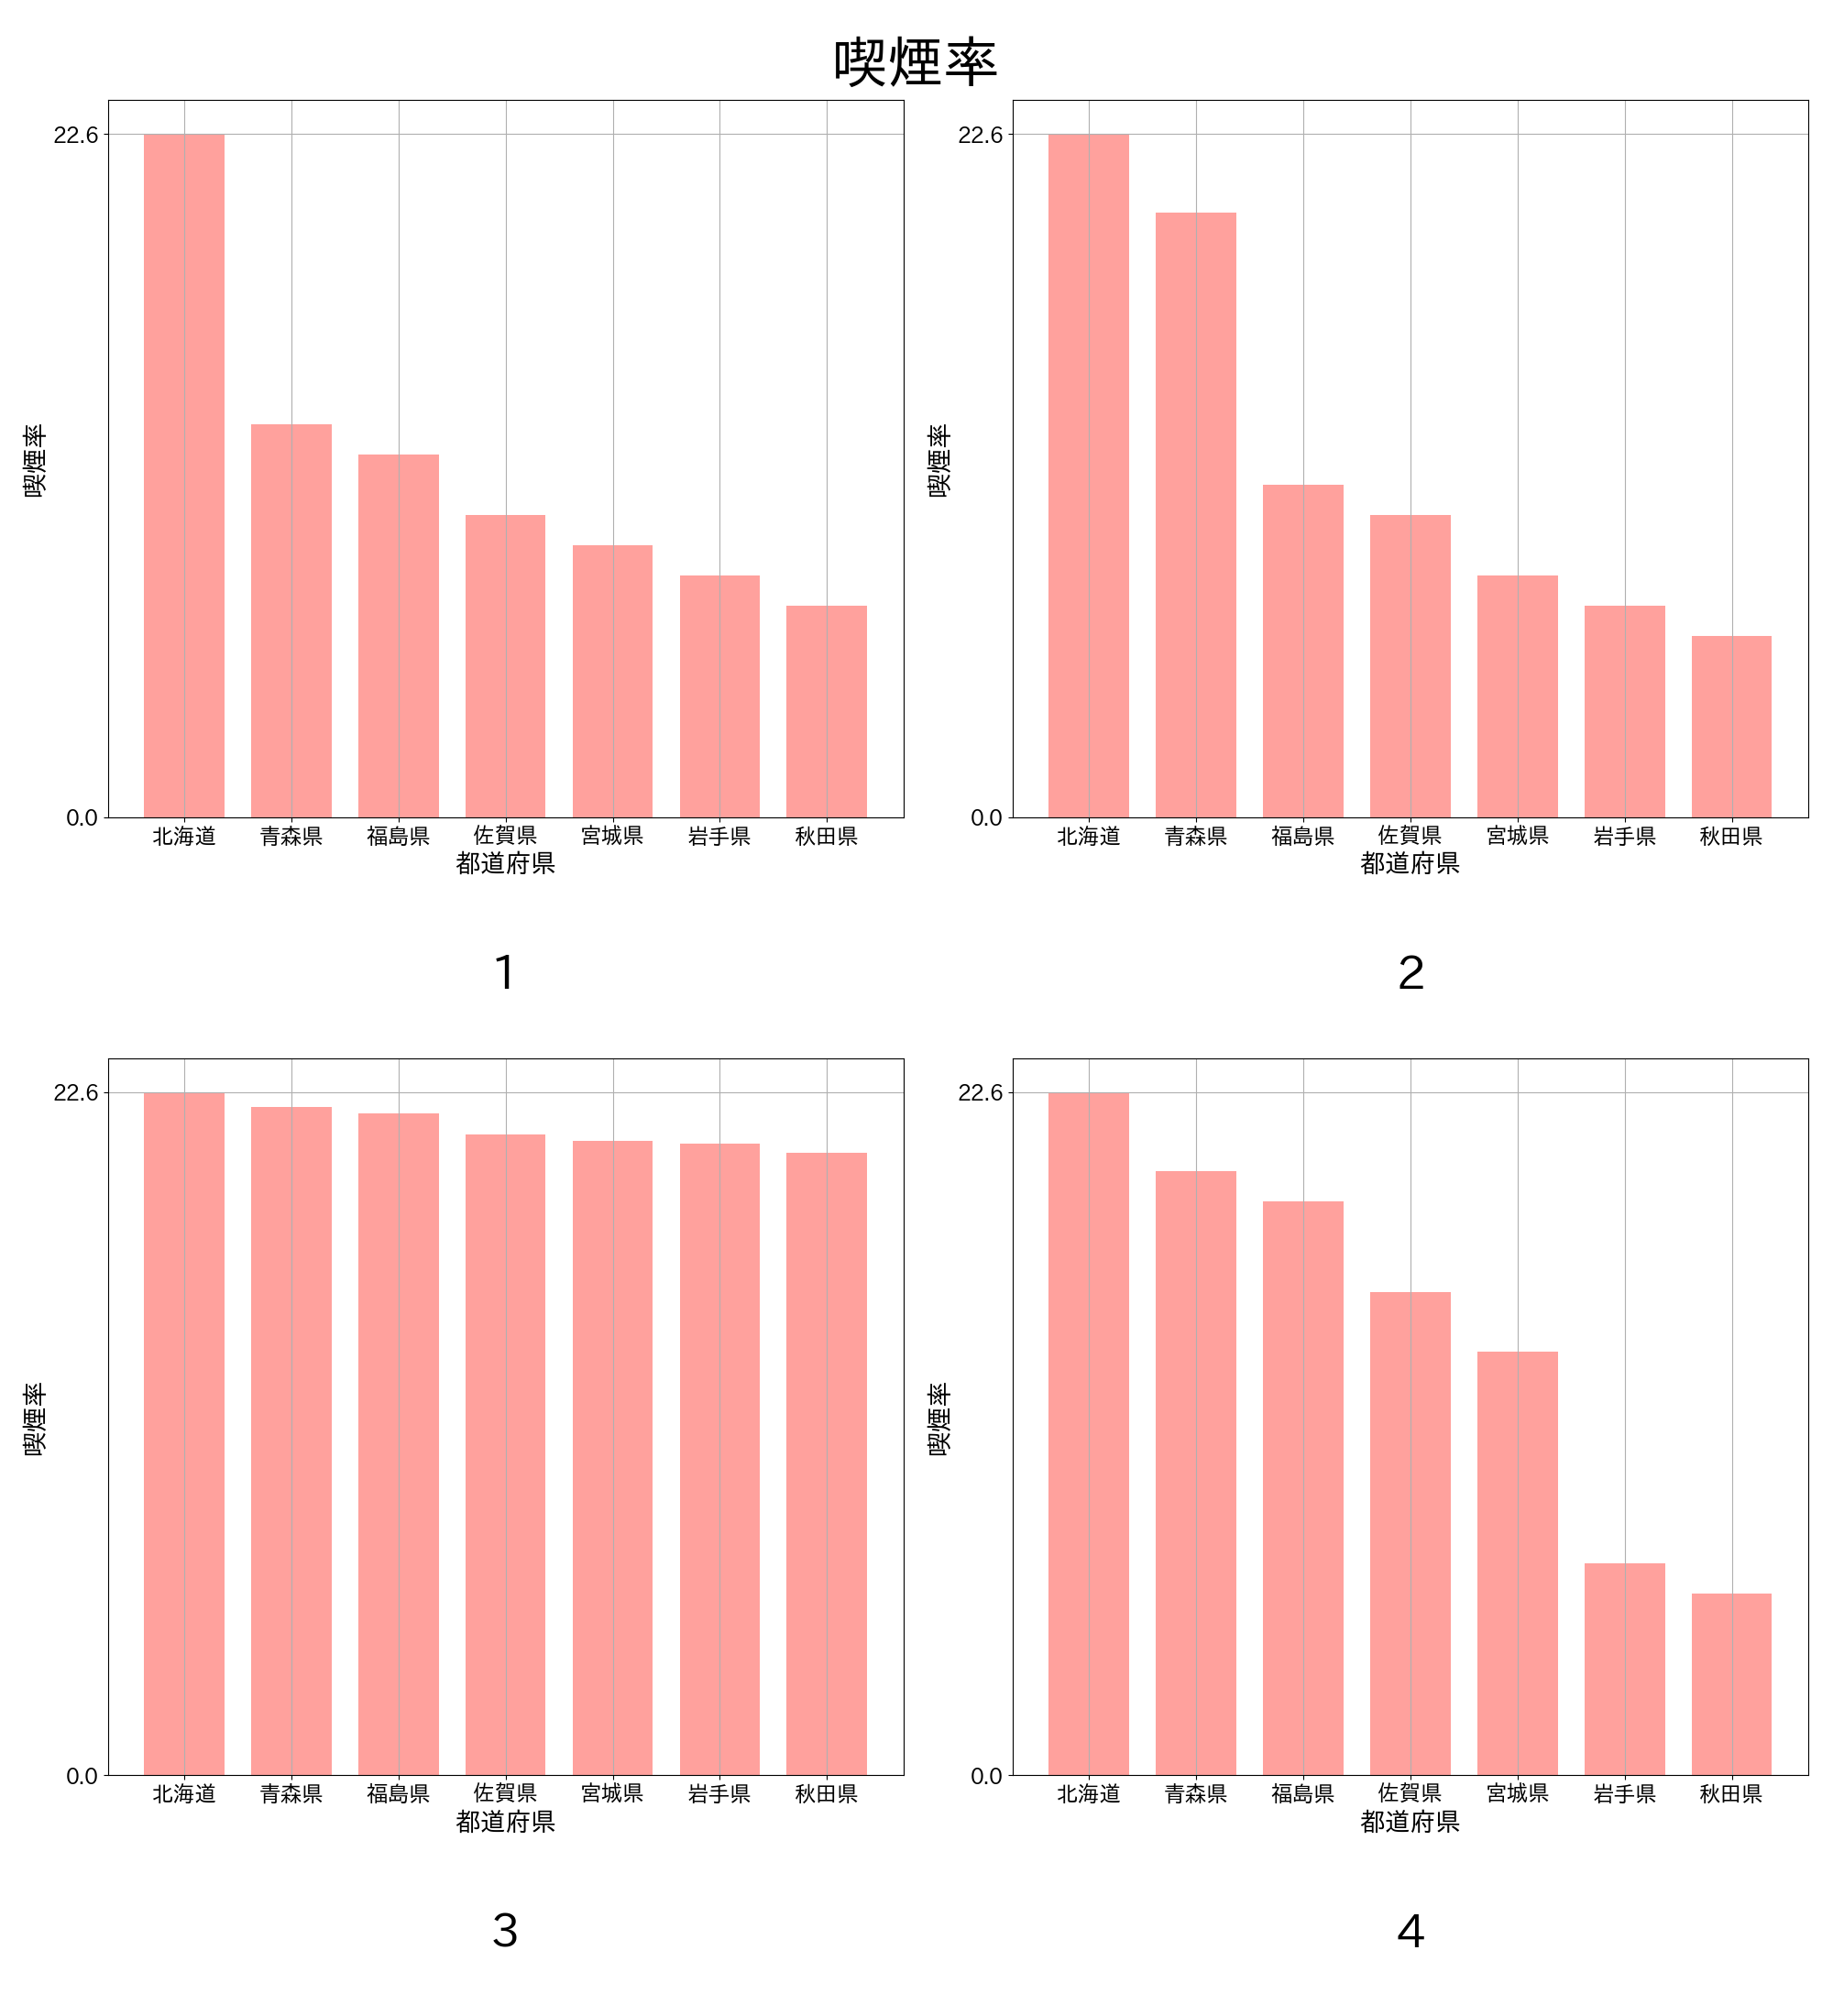 喫煙率
22.6
0.0
喫煙率
北海道 青森県 福島県 佐賀県 宮城県 岩手県 秋田県
都道府県
1
22.6
0.0
喫煙率
北海道 青森県 福島県 佐賀県 宮城県 岩手県 秋田県
都道府県
2
22.6
0.0
喫煙率
北海道 青森県 福島県 佐賀県 宮城県 岩手県 秋田県
都道府県
3
22.6
0.0
喫煙率
北海道 青森県 福島県 佐賀県 宮城県 岩手県 秋田県
都道府県
4